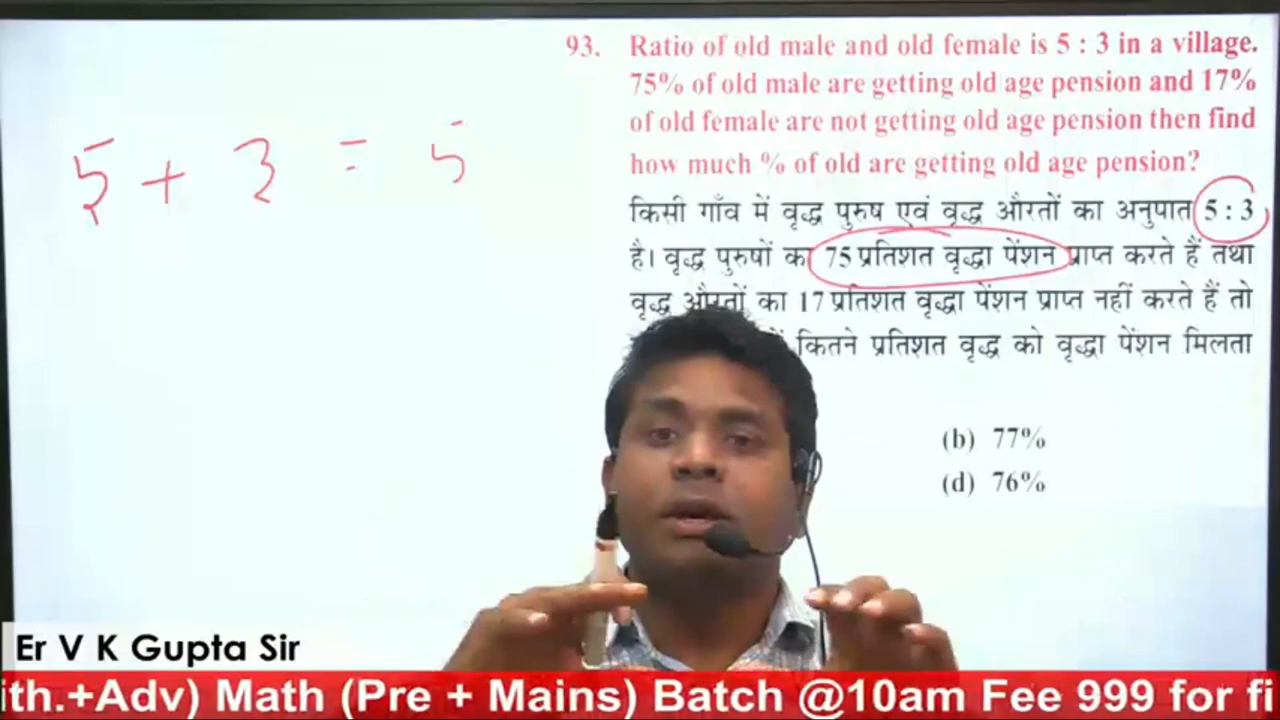 93. Ratio of old male and old female is 5 : 3 in a village.
75% of old male are getting old age pension and 17%
of old female are not getting old age pension then find
how much % of old are getting old age pension?
किसी गाँव में वृद्ध पुरुष एवं वृद्ध औरतों का अनुपात 5 : 3
है। वृद्ध पुरुषों का 75 प्रतिशत वृद्धा पेंशन प्राप्त करते हैं तथा
वृद्ध औरतों का 17 प्रतिशत वृद्धा पेंशन प्राप्त नहीं करते हैं तो
कितने प्रतिशत वृद्ध को वृद्धा पेंशन मिलता
(b) 77%
(d) 76%
5 + 3 = 5
Er V K Gupta Sir
ith.+Adv) Math (Pre + Mains) Batch @10am Fee 999 for fi